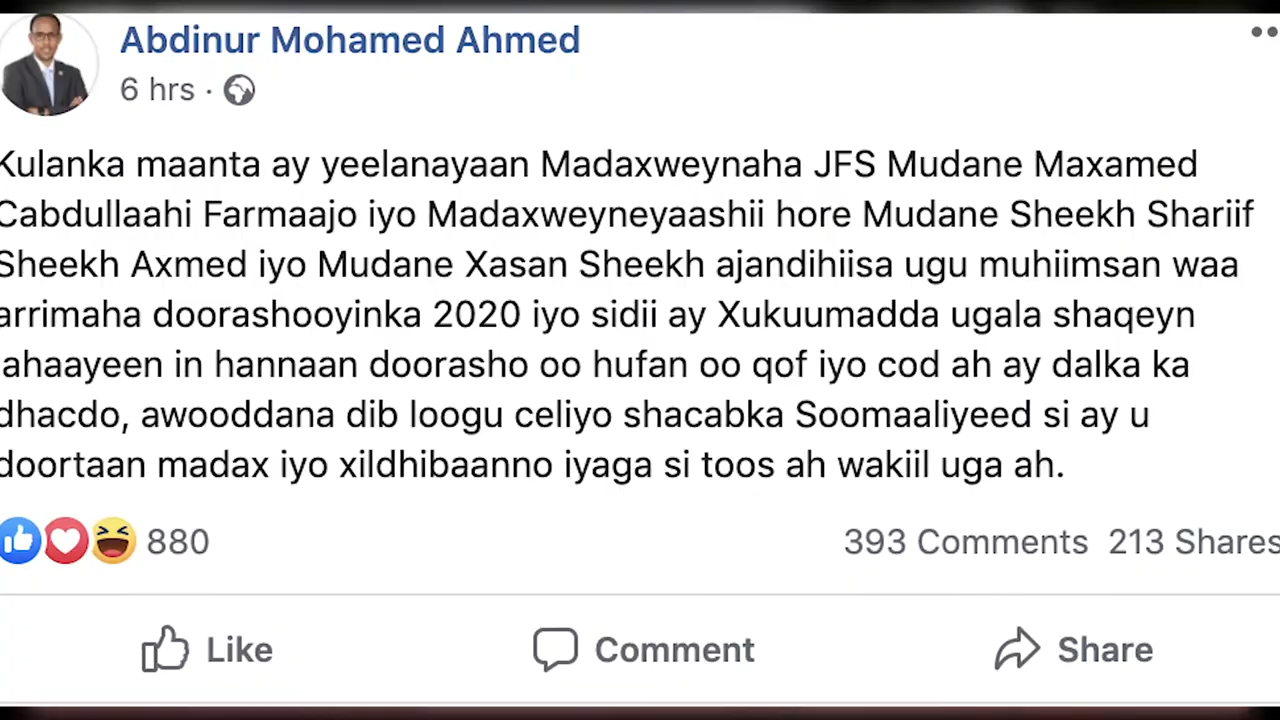 Abdinur Mohamed Ahmed
6 hrs ·
Kulanka maanta ay yeelanayaan Madaxweynaha JFS Mudane Maxamed
Cabdullaahi Farmaajo iyo Madaxweyneyaashii hore Mudane Sheekh Shariif
Sheekh Axmed iyo Mudane Xasan Sheekh ajandihiisa ugu muhiimsan waa
arrimaha doorashooyinka 2020 iyo sidii ay Xukuumadda ugala shaqeyn
lahaayeen in hannaan doorasho oo hufan oo qof iyo cod ah ay dalka ka
dhacdo, awooddana dib loogu celiyo shacabka Soomaaliyeed si ay u
doortaan madax iyo xildhibaanno iyaga si toos ah wakiil uga ah.
880 393 Comments 213 Shares
Like Comment Share